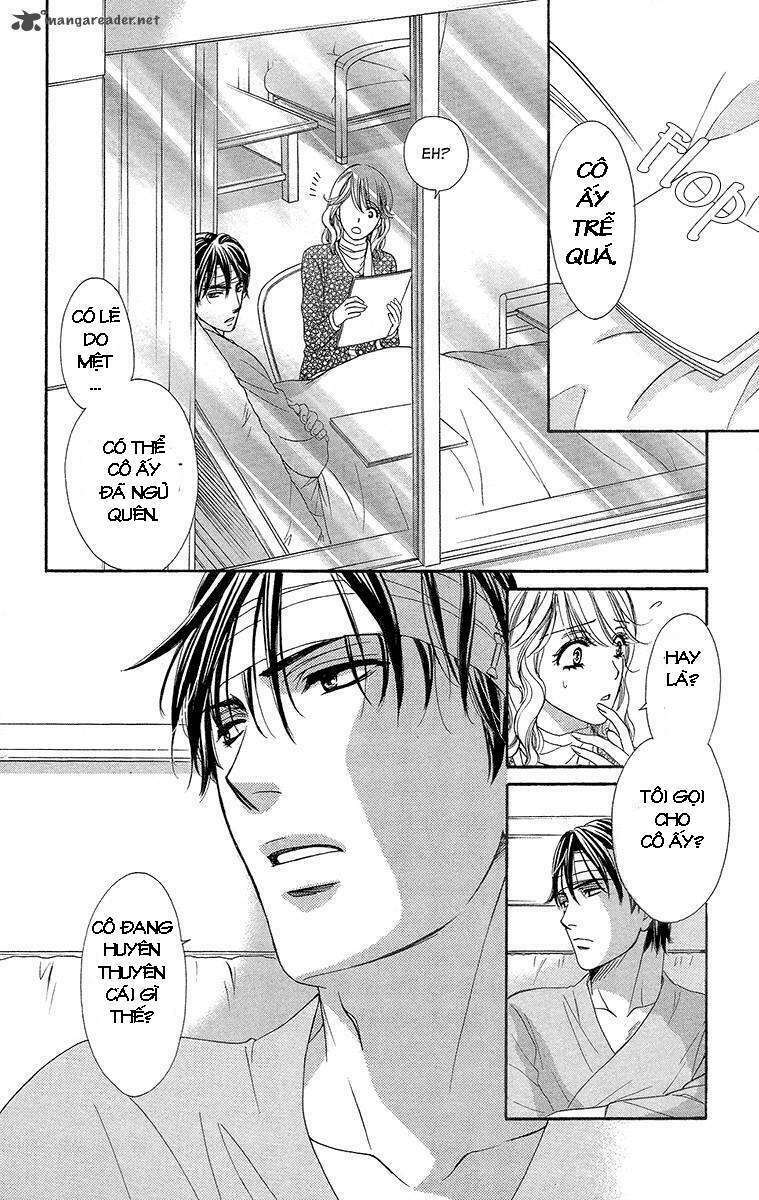 mangareader.net
flop
CÔ ẤY
TRỄ
QUÁ.
EH?
CÓ LẼ
DO
MỆT
...
CÓ THỂ
CÔ ẤY
ĐÃ NGỦ
QUÊN.
HAY
LÀ?
TÔI GỌI
CHO
CÔ ẤY?
CÔ ĐANG
HUYÊN
THUYÊN
CÁI GÌ
THẾ?